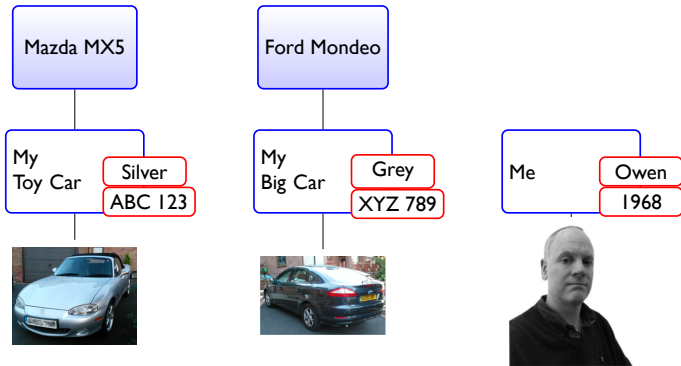 Mazda MX5
Ford Mondeo
My
Toy Car
Silver
ABC 123
My
Big Car
Grey
XYZ 789
Me
Owen
1968